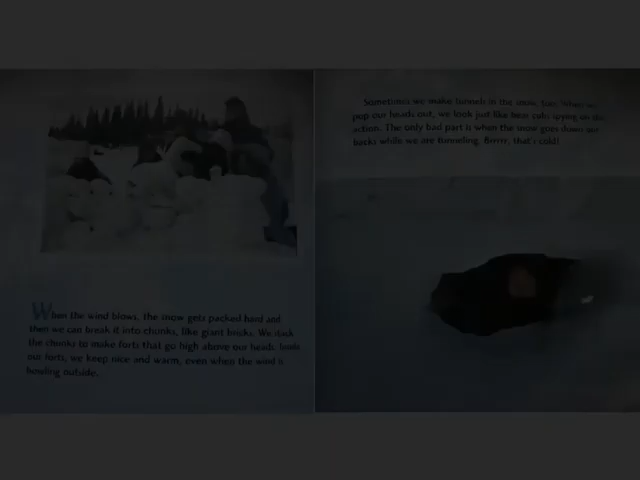 When the wind blows, the snow gets packed hard and
then we can break it into chunks, like giant bricks. We stack
the chunks to make forts that go high above our heads. Inside
our forts, we keep nice and warm, even when the wind is
howling outside.
Sometimes we make tunnels in the snow, too. When we
pop our heads out, we look just like bear cubs spying on the
action. The only bad part is when the snow goes down our
backs while we are tunneling. Brrrr, that's cold!